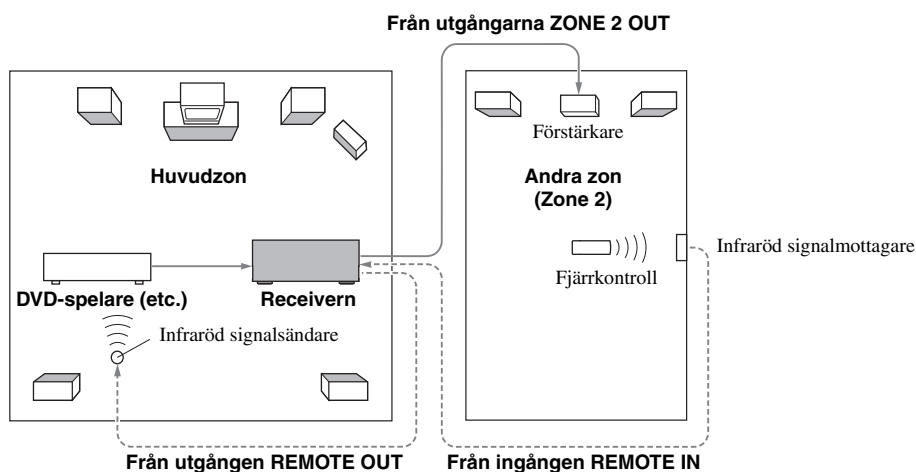 Från utgångarna ZONE 2 OUT
Förstärkare
Huvudzon
Andra zon
(Zone 2)
Infraröd signalmottagare
Fjärrkontroll
DVD-spelare (etc.)
Receivern
Infraröd signalsändare
Från utgången REMOTE OUT
Från ingången REMOTE IN